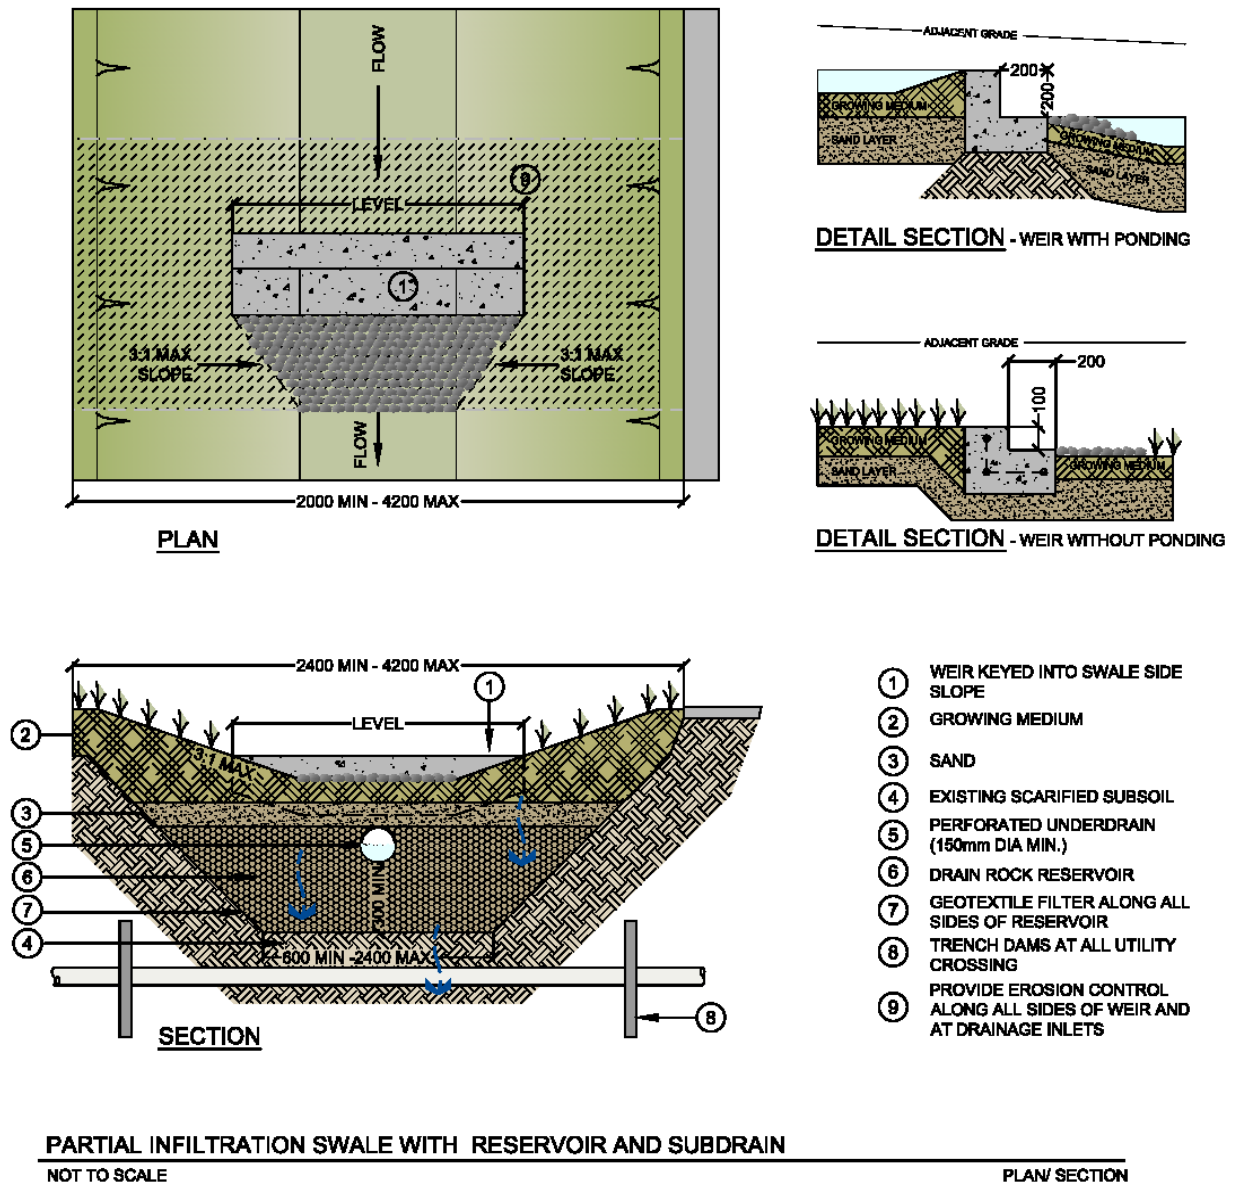 FLOW
9
LEVEL
1
3:1 MAX
SLOPE
3:1 MAX
SLOPE
FLOW
2000 MIN - 4200 MAX
PLAN
ADJACENT GRADE
200
200
GROWING MEDIUM
SAND LAYER
GROWING MEDIUM
SAND LAYER
DETAIL SECTION - WEIR WITH PONDING
ADJACENT GRADE
200
100
GROWING MEDIUM
SAND LAYER
GROWING MEDIUM
DETAIL SECTION - WEIR WITHOUT PONDING
2400 MIN - 4200 MAX
1
LEVEL
2
3:1 MAX
3
5
6
300 MIN
7
4
600 MIN -2400 MAX
8
SECTION
1 WEIR KEYED INTO SWALE SIDE
SLOPE
2 GROWING MEDIUM
3 SAND
4 EXISTING SCARIFIED SUBSOIL
5 PERFORATED UNDERDRAIN
(150mm DIA MIN.)
6 DRAIN ROCK RESERVOIR
7 GEOTEXTILE FILTER ALONG ALL
SIDES OF RESERVOIR
8 TRENCH DAMS AT ALL UTILITY
CROSSING
9 PROVIDE EROSION CONTROL
ALONG ALL SIDES OF WEIR AND
AT DRAINAGE INLETS
PARTIAL INFILTRATION SWALE WITH RESERVOIR AND SUBDRAIN
NOT TO SCALE
PLAN/ SECTION